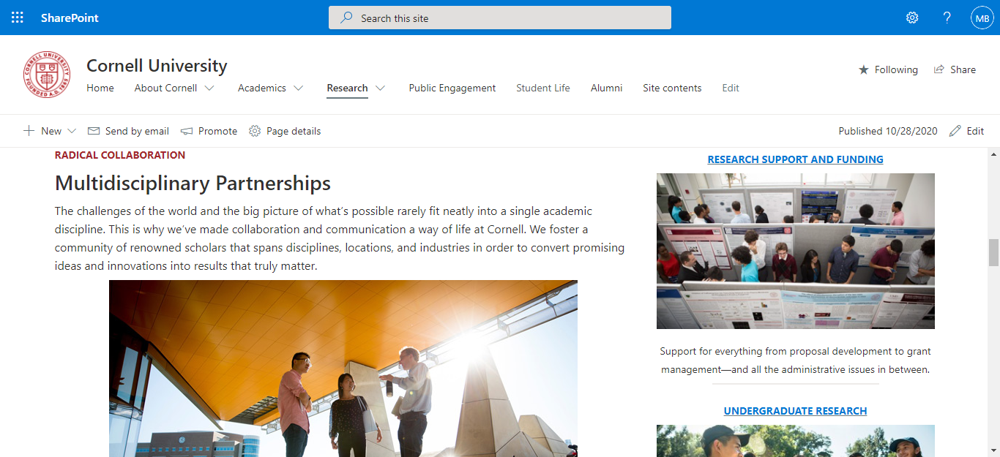 SharePoint
Search this site
MB
CORNELL UNIVERSITY
FOUNDED A.D. 1865
Cornell University
Following
Share
Home
About Cornell
Academics
Research
Public Engagement
Student Life
Alumni
Site contents
Edit
New
Send by email
Promote
Page details
Published 10/28/2020
Edit
RADICAL COLLABORATION
Multidisciplinary Partnerships
The challenges of the world and the big picture of what’s possible rarely fit neatly into a single academic
discipline. This is why we’ve made collaboration and communication a way of life at Cornell. We foster a
community of renowned scholars that spans disciplines, locations, and industries in order to convert promising
ideas and innovations into results that truly matter.
RESEARCH SUPPORT AND FUNDING
Support for everything from proposal development to grant
management—and all the administrative issues in between.
UNDERGRADUATE RESEARCH